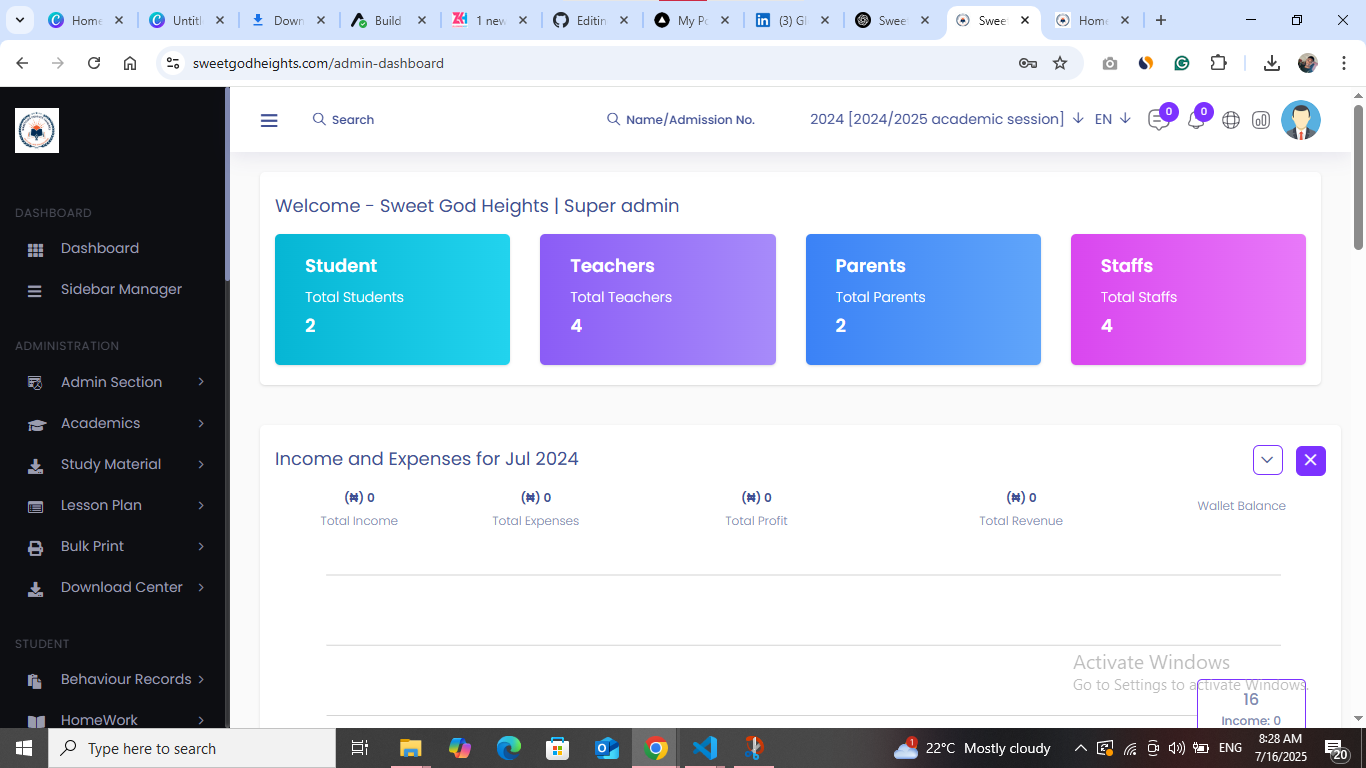 Home
Untitl
Down
Build
1 new
Editin
My Po
(3) Gl
Sweet
Sweet
Home
sweetgodheights.com/admin-dashboard
Search
Name/Admission No.
2024 [2024/2025 academic session]
EN
0
0
DASHBOARD
Dashboard
Sidebar Manager
ADMINISTRATION
Admin Section
Academics
Study Material
Lesson Plan
Bulk Print
Download Center
STUDENT
Behaviour Records
HomeWork
Welcome - Sweet God Heights | Super admin
Student
Total Students
2
Teachers
Total Teachers
4
Parents
Total Parents
2
Staffs
Total Staffs
4
Income and Expenses for Jul 2024
(₦) 0
Total Income
(₦) 0
Total Expenses
(₦) 0
Total Profit
(₦) 0
Total Revenue
Wallet Balance
Activate Windows
Go to Settings to activate Windows.
16
Income: 0
Type here to search
1
22°C Mostly cloudy
ENG
8:28 AM
7/16/2025
20